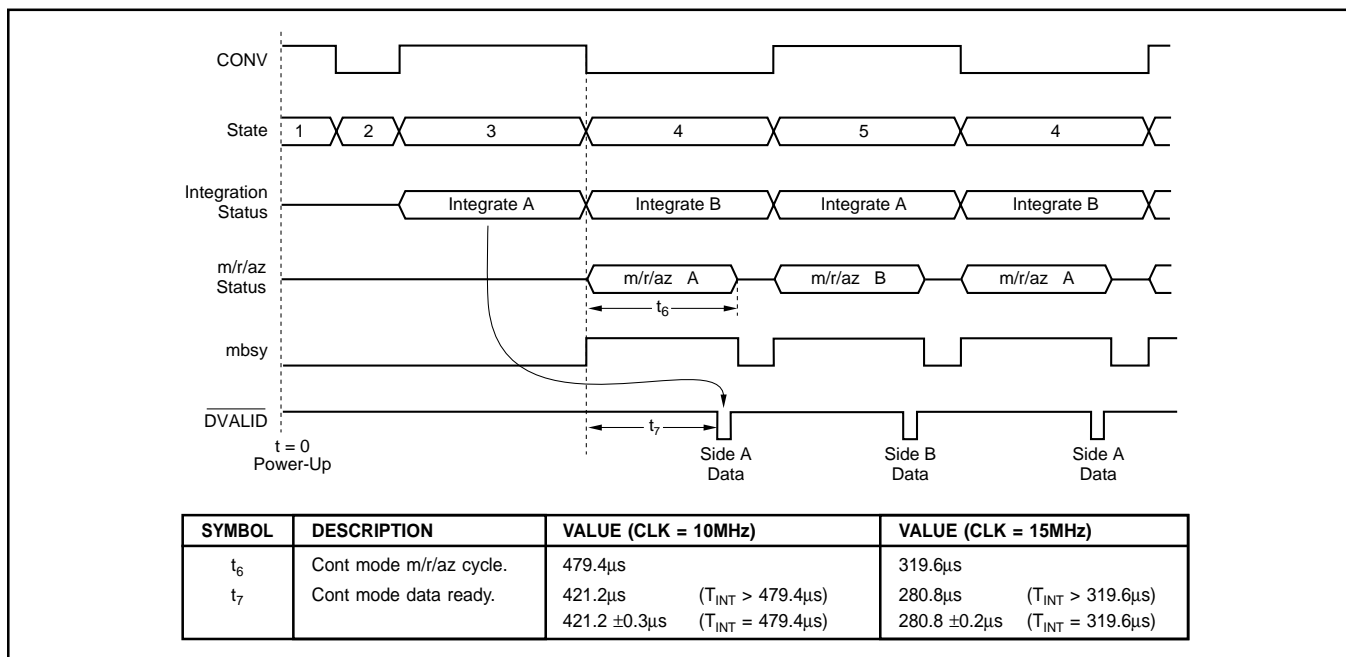 CONV
State
1 2 3 4 5 4
Integration
Status
Integrate A Integrate B Integrate A Integrate B
m/r/az
Status
m/r/az A m/r/az B m/r/az A
t6
mbsy
DVALID
t7
t = 0
Power-Up
Side A
Data
Side B
Data
Side A
Data
SYMBOL DESCRIPTION VALUE (CLK = 10MHz) VALUE (CLK = 15MHz)
t6 Cont mode m/r/az cycle. 479.4µs 319.6µs
t7 Cont mode data ready. 421.2µs (TINT > 479.4µs) 280.8µs (TINT > 319.6µs)
421.2 ±0.3µs (TINT = 479.4µs) 280.8 ±0.2µs (TINT = 319.6µs)